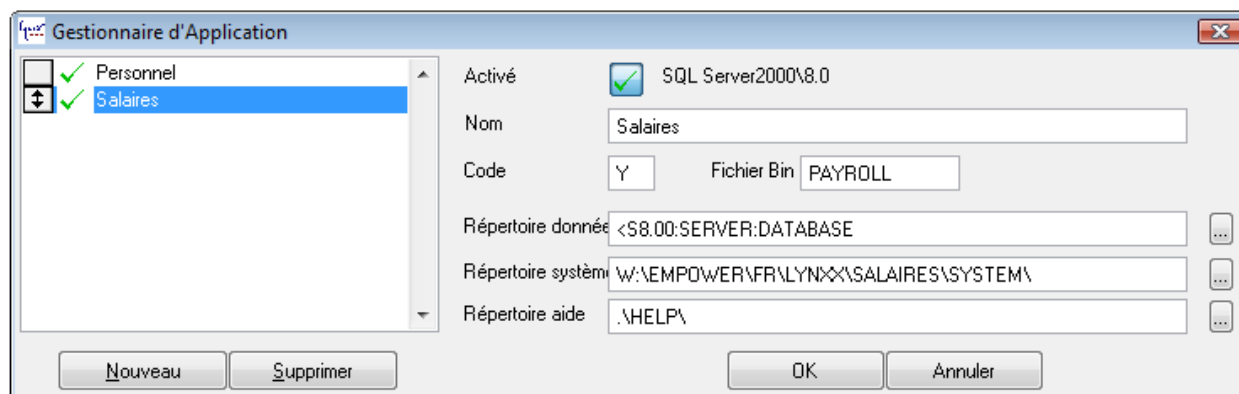 Gestionnaire d'Application
Personnel
Salaires
Activé SQL Server2000\8.0
Nom Salaires
Code Y Fichier Bin PAYROLL
Répertoire donnée <S8.00:SERVER:DATABASE ...
Répertoire système W:\EMPOWER\FR\LYNXX\SALAIRES\SYSTEM\ ...
Répertoire aide .\HELP\ ...
Nouveau Supprimer OK Annuler